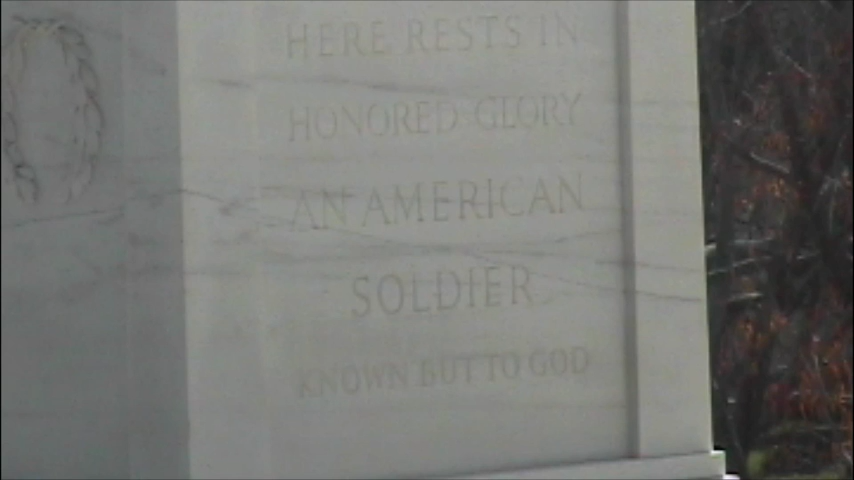 HERE RESTS IN
HONORED GLORY
AN AMERICAN
SOLDIER
KNOWN BUT TO GOD